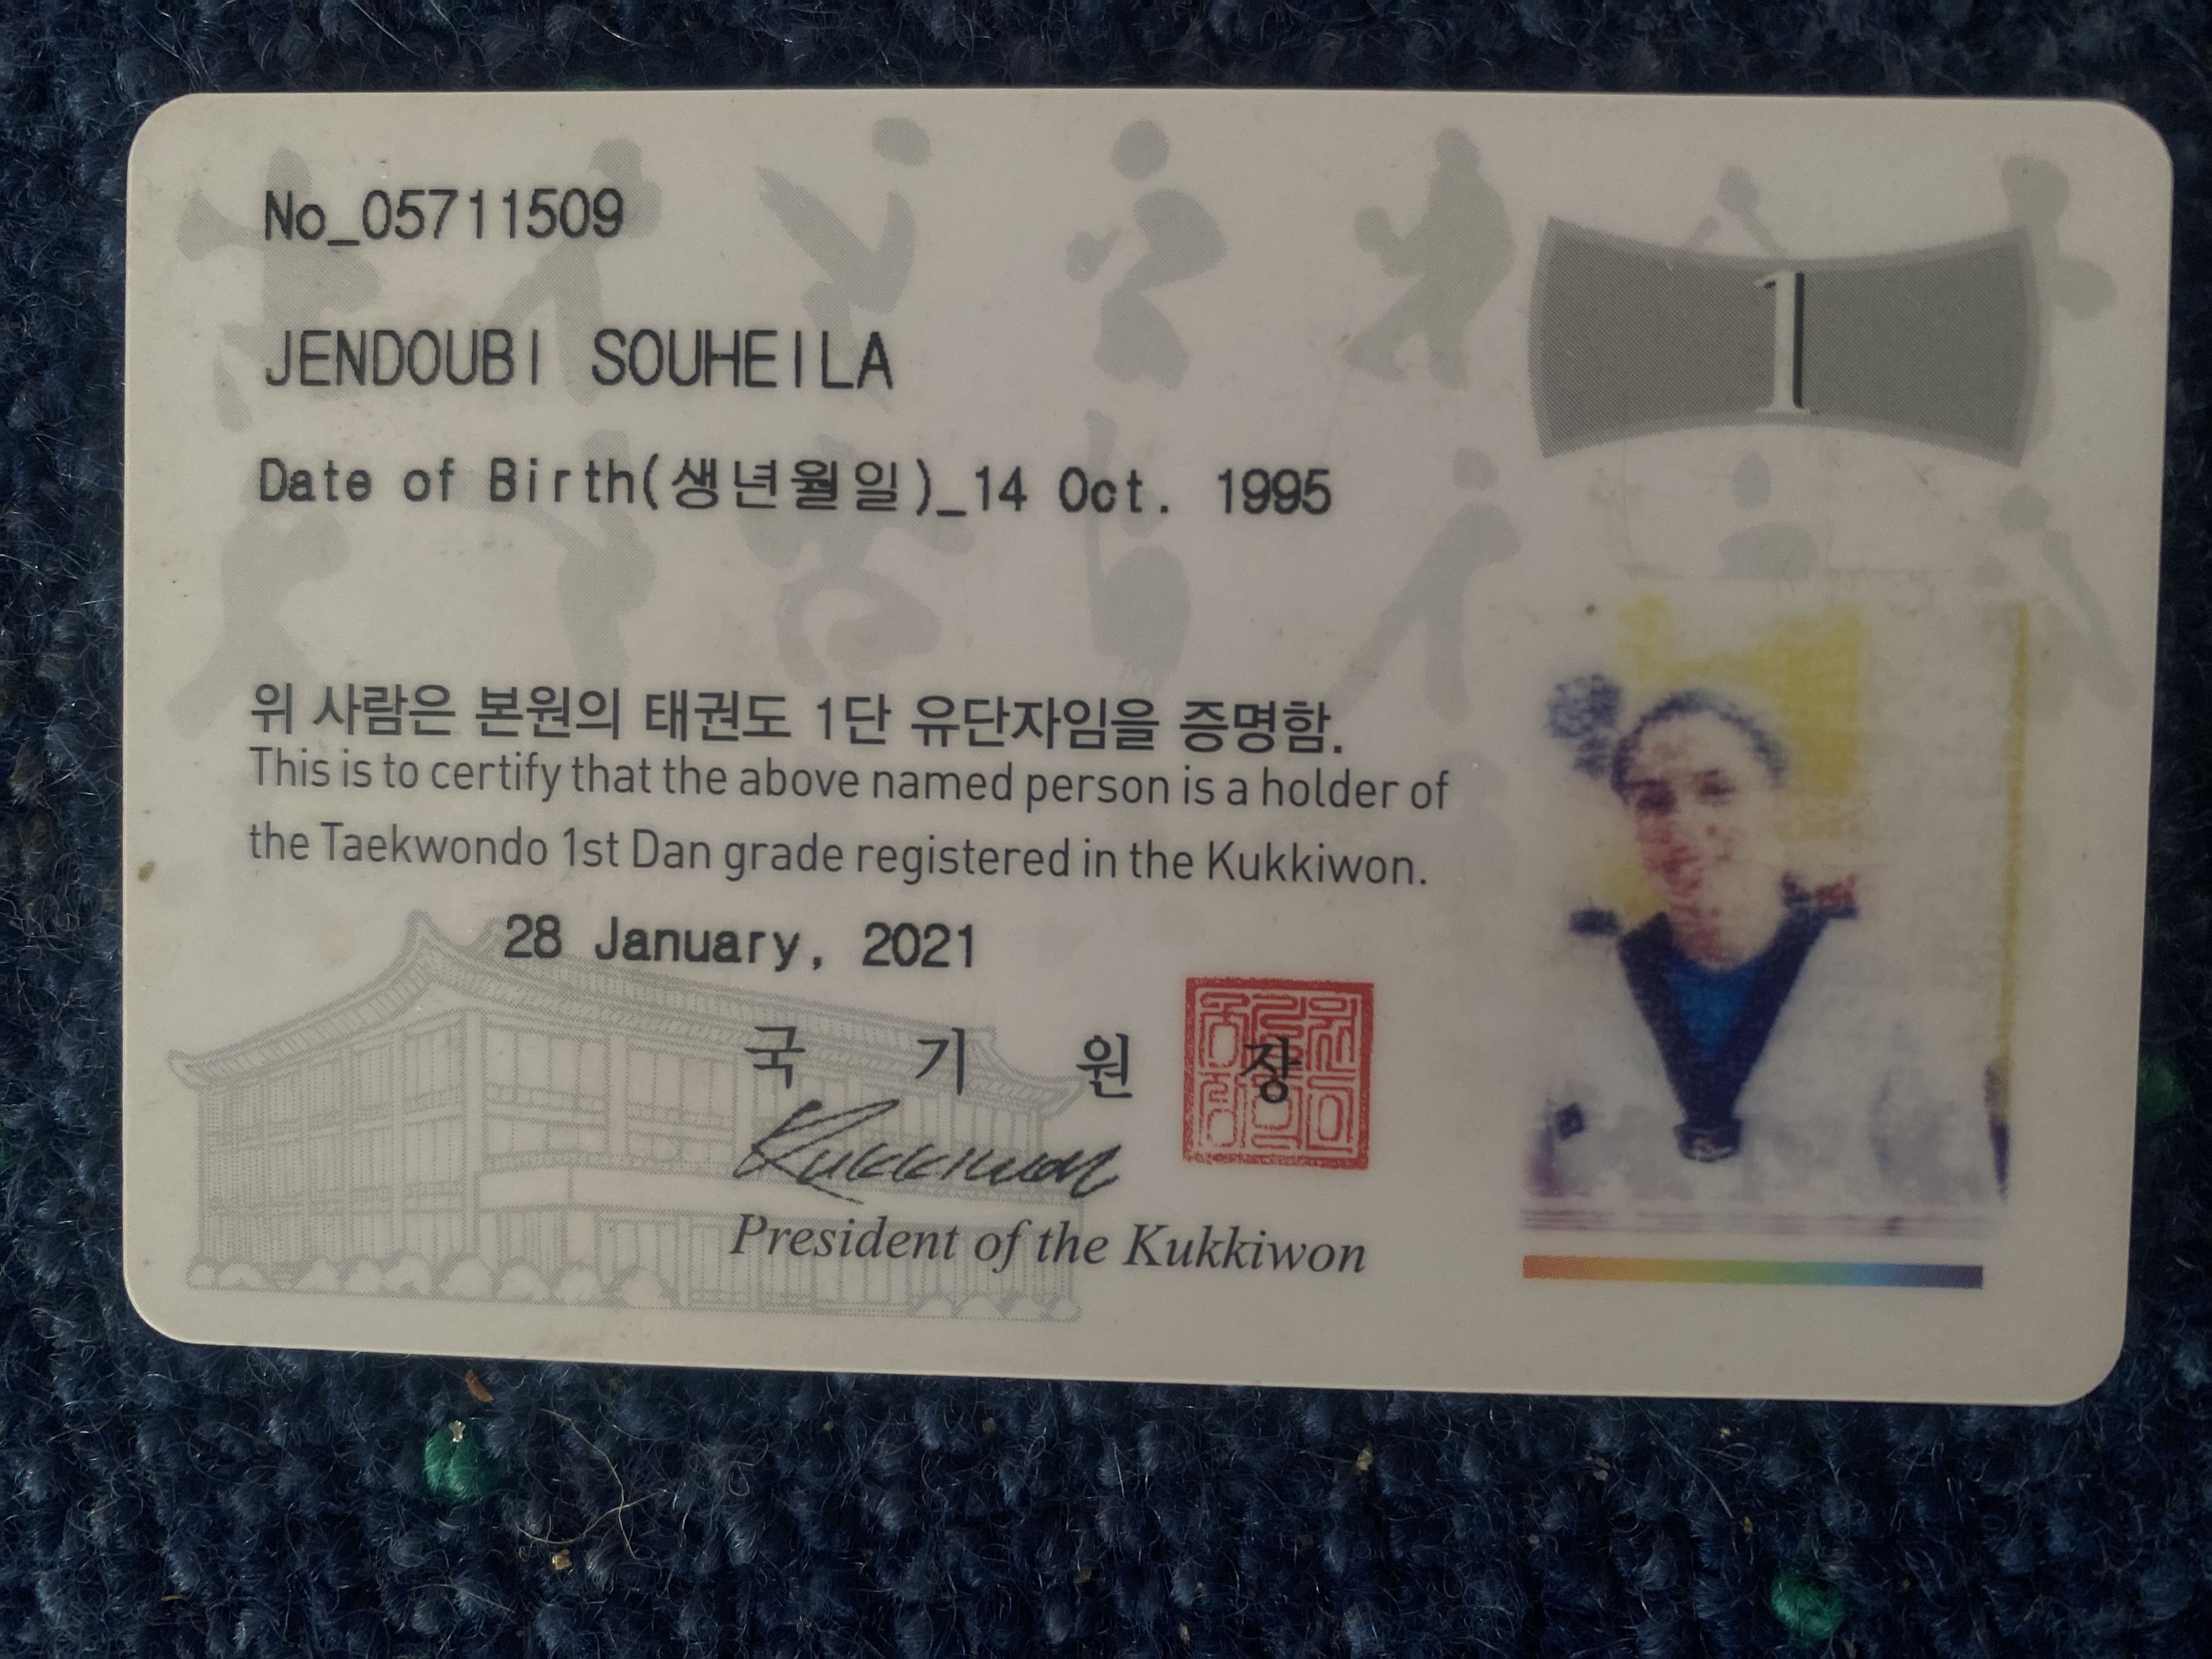 No_05711509
1
JENDOUBI SOUHEILA
Date of Birth(생년월일)_14 Oct. 1995
위 사람은 본원의 태권도 1단 유단자임을 증명함.
This is to certify that the above named person is a holder of
the Taekwondo 1st Dan grade registered in the Kukkiwon.
28 January, 2021
국 기 원 장
Kukkiwon
President of the Kukkiwon